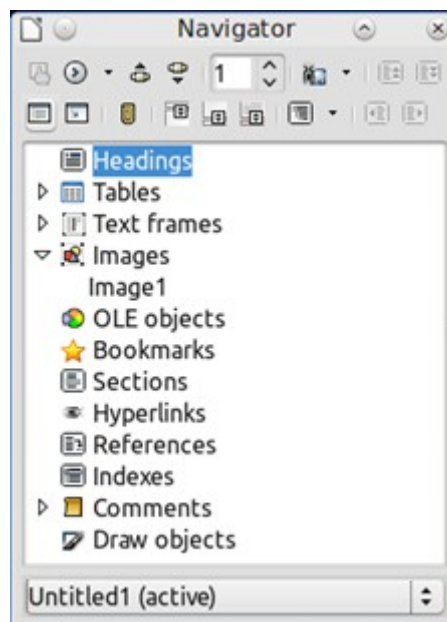 Navigator
1
Headings
Tables
Text frames
Images
Image1
OLE objects
Bookmarks
Sections
Hyperlinks
References
Indexes
Comments
Draw objects
Untitled1 (active)